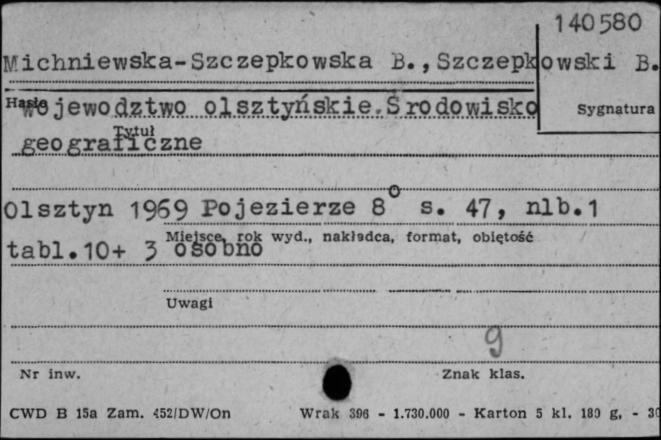 140580
Michniewska-Szczepkowska B.,Szczepkowski B.
Hasło
Województwo olsztyńskie.Środowisko
Sygnatura
Tytuł
geograficzne
Olsztyn 1969 Pojezierze 8° s. 47, nlb.1
Miejsce, rok wyd., nakładca, format, objętość
tabl.10+ 3 osobno
Uwagi
9
Nr inw.
Znak klas.
CWD B 15a Zam. 452/DW/On Wrak 396 - 1.730.000 - Karton 5 kl. 180 g, - 30